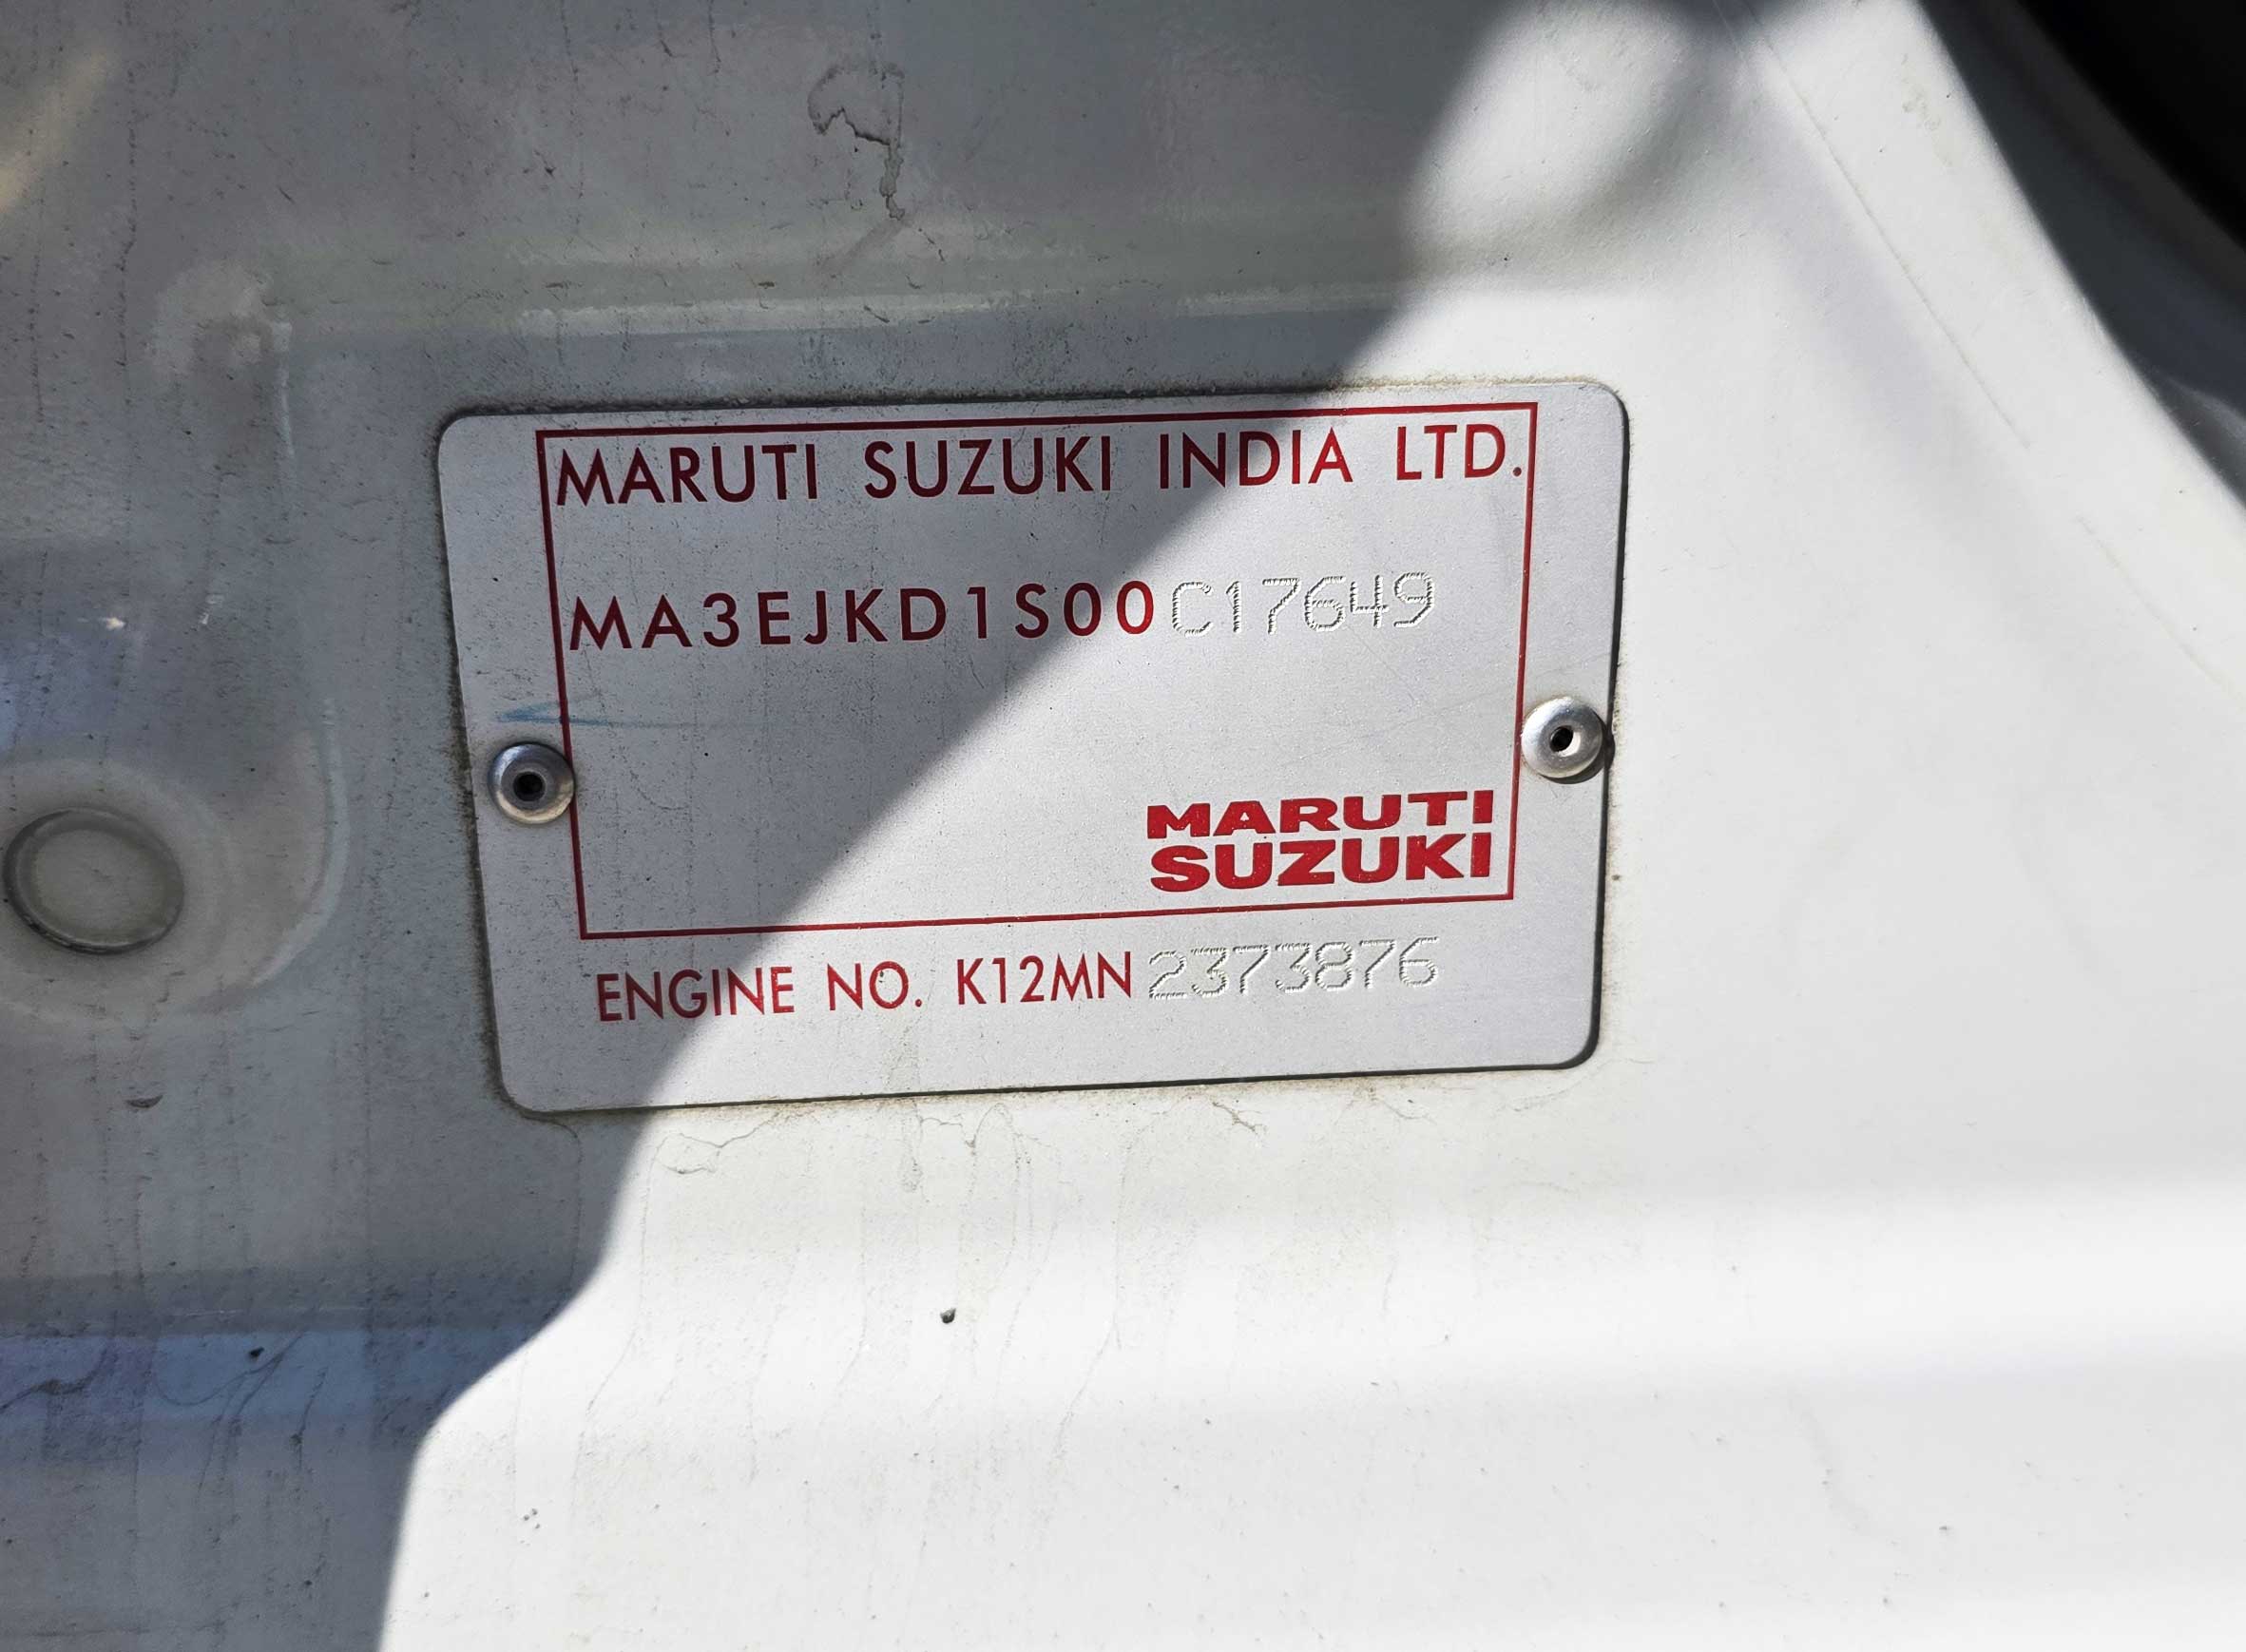 MARUTI SUZUKI INDIA LTD.
MA3EJKD1S00C17649
MARUTI
SUZUKI
ENGINE NO. K12MN2373876